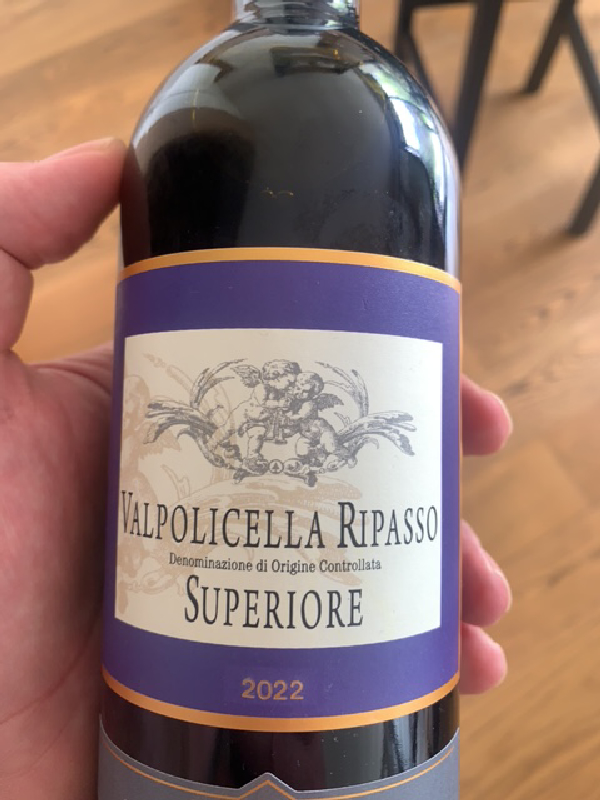 VALPOLICELLA RIPASSO
Denominazione di Origine Controllata
SUPERIORE
2022